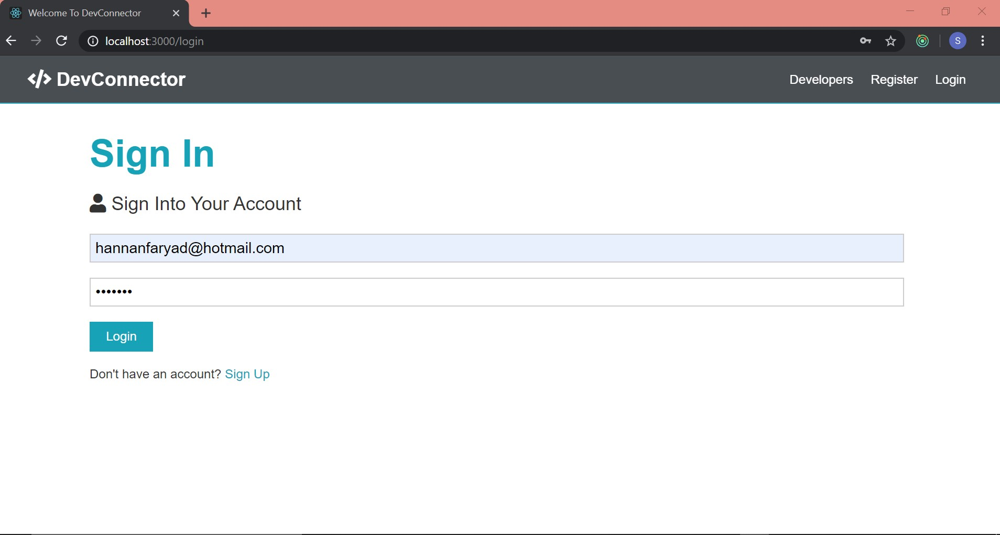 Welcome To DevConnector
localhost:3000/login
S
</> DevConnector
Developers Register Login
Sign In
Sign Into Your Account
hannanfaryad@hotmail.com
•••••••
Login
Don't have an account? Sign Up